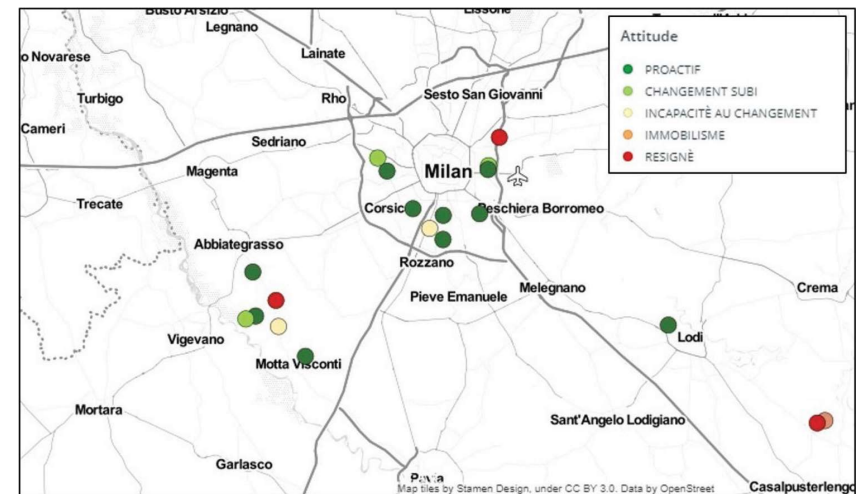 Busto Arsizio
Legnano
Lissone
o Novarese
Lainate
Turbigo
Rho
Sesto San Giovanni
Cameri
Sedriano
Magenta
Milan
Trecate
Corsic
Peschiera Borromeo
Abbiategrasso
Rozzano
Pieve Emanuele
Melegnano
Crema
Vigevano
Lodi
Motta Visconti
Mortara
Sant'Angelo Lodigiano
Garlasco
Pavia
Casalpusterlengo
Map tiles by Stamen Design, under CC BY 3.0. Data by OpenStreet
Attitude
PROACTIF
CHANGEMENT SUBI
INCAPACITÈ AU CHANGEMENT
IMMOBILISME
RESIGNÈ